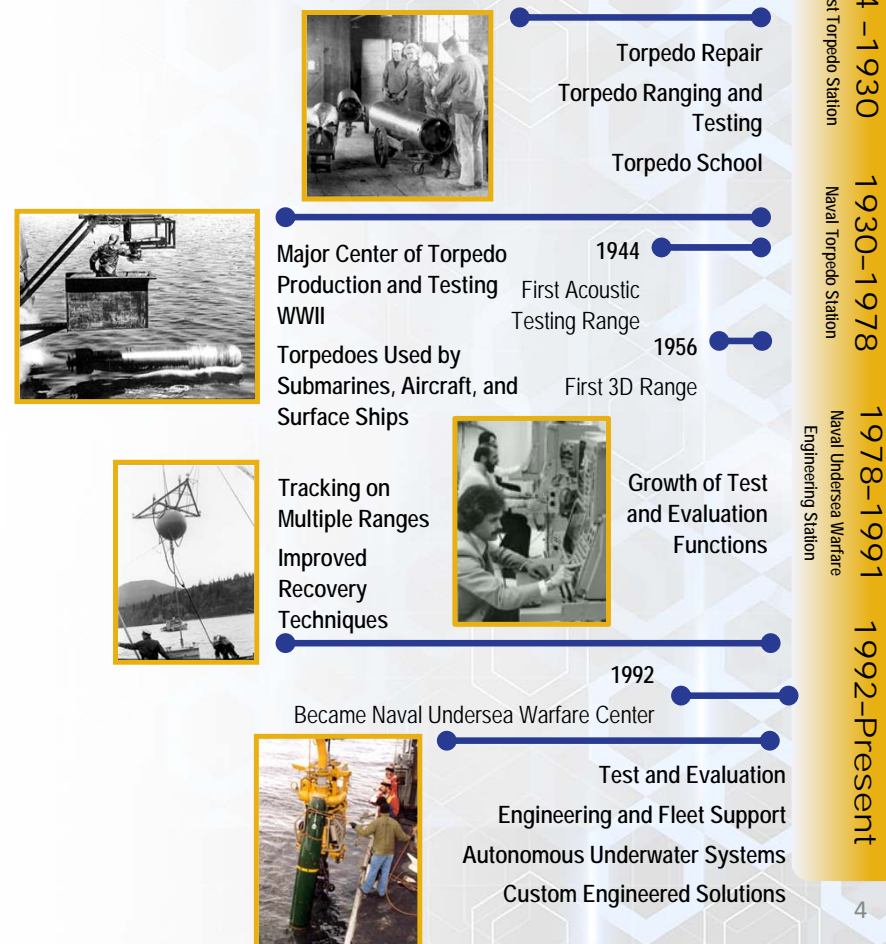 Torpedo Repair
Torpedo Ranging and
Testing
Torpedo School
–1930
Torpedo Station
Major Center of Torpedo
Production and Testing
WWII
Torpedoes Used by
Submarines, Aircraft, and
Surface Ships
1944
First Acoustic
Testing Range
1956
First 3D Range
1930–1978
Naval Torpedo Station
Tracking on
Multiple Ranges
Improved
Recovery
Techniques
Growth of Test
and Evaluation
Functions
1978–1991
Naval Undersea Warfare
Engineering Station
1992
Became Naval Undersea Warfare Center
Test and Evaluation
Engineering and Fleet Support
Autonomous Underwater Systems
Custom Engineered Solutions
1992–Present
4